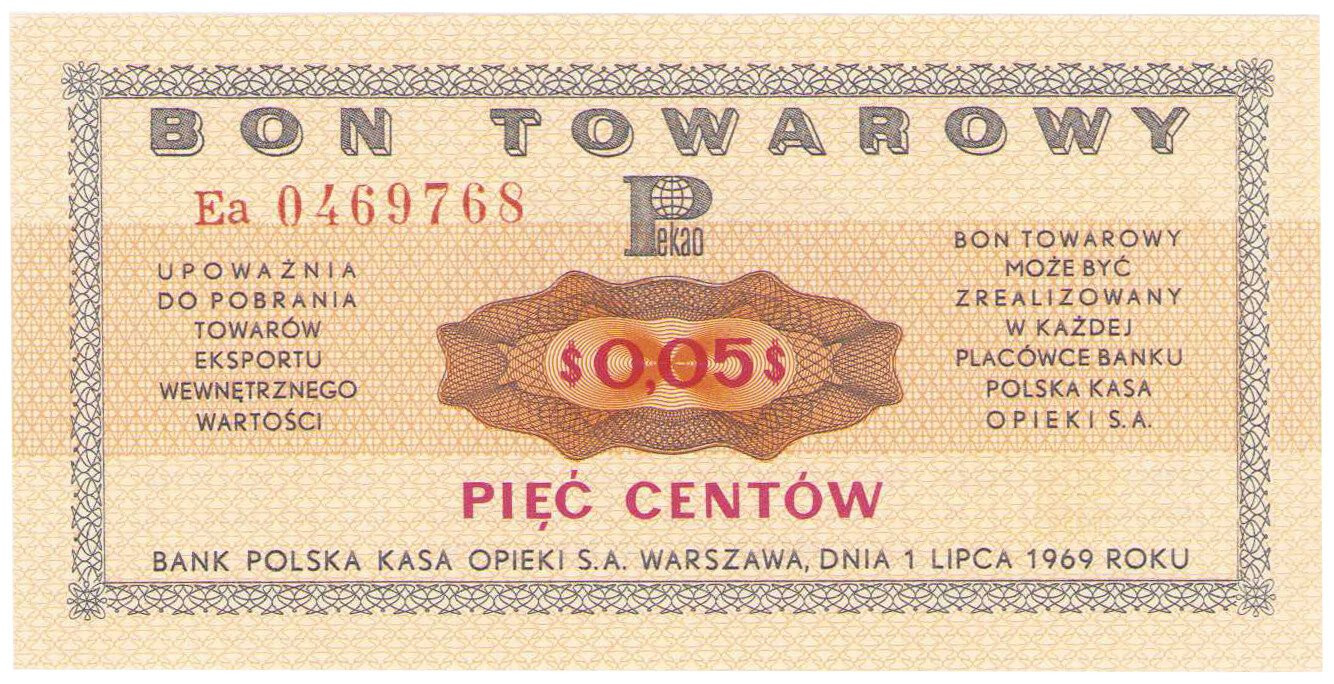 BON TOWAROWY
Ea 0469768
Pekao
UPOWAŻNIA
DO POBRANIA
TOWARÓW
EKSPORTU
WEWNĘTRZNEGO
WARTOŚCI
BON TOWAROWY
MOŻE BYĆ
ZREALIZOWANY
W KAŻDEJ
PLACÓWCE BANKU
POLSKA KASA
OPIEKI S.A.
$0,05$
PIĘĆ CENTÓW
BANK POLSKA KASA OPIEKI S.A. WARSZAWA, DNIA 1 LIPCA 1969 ROKU